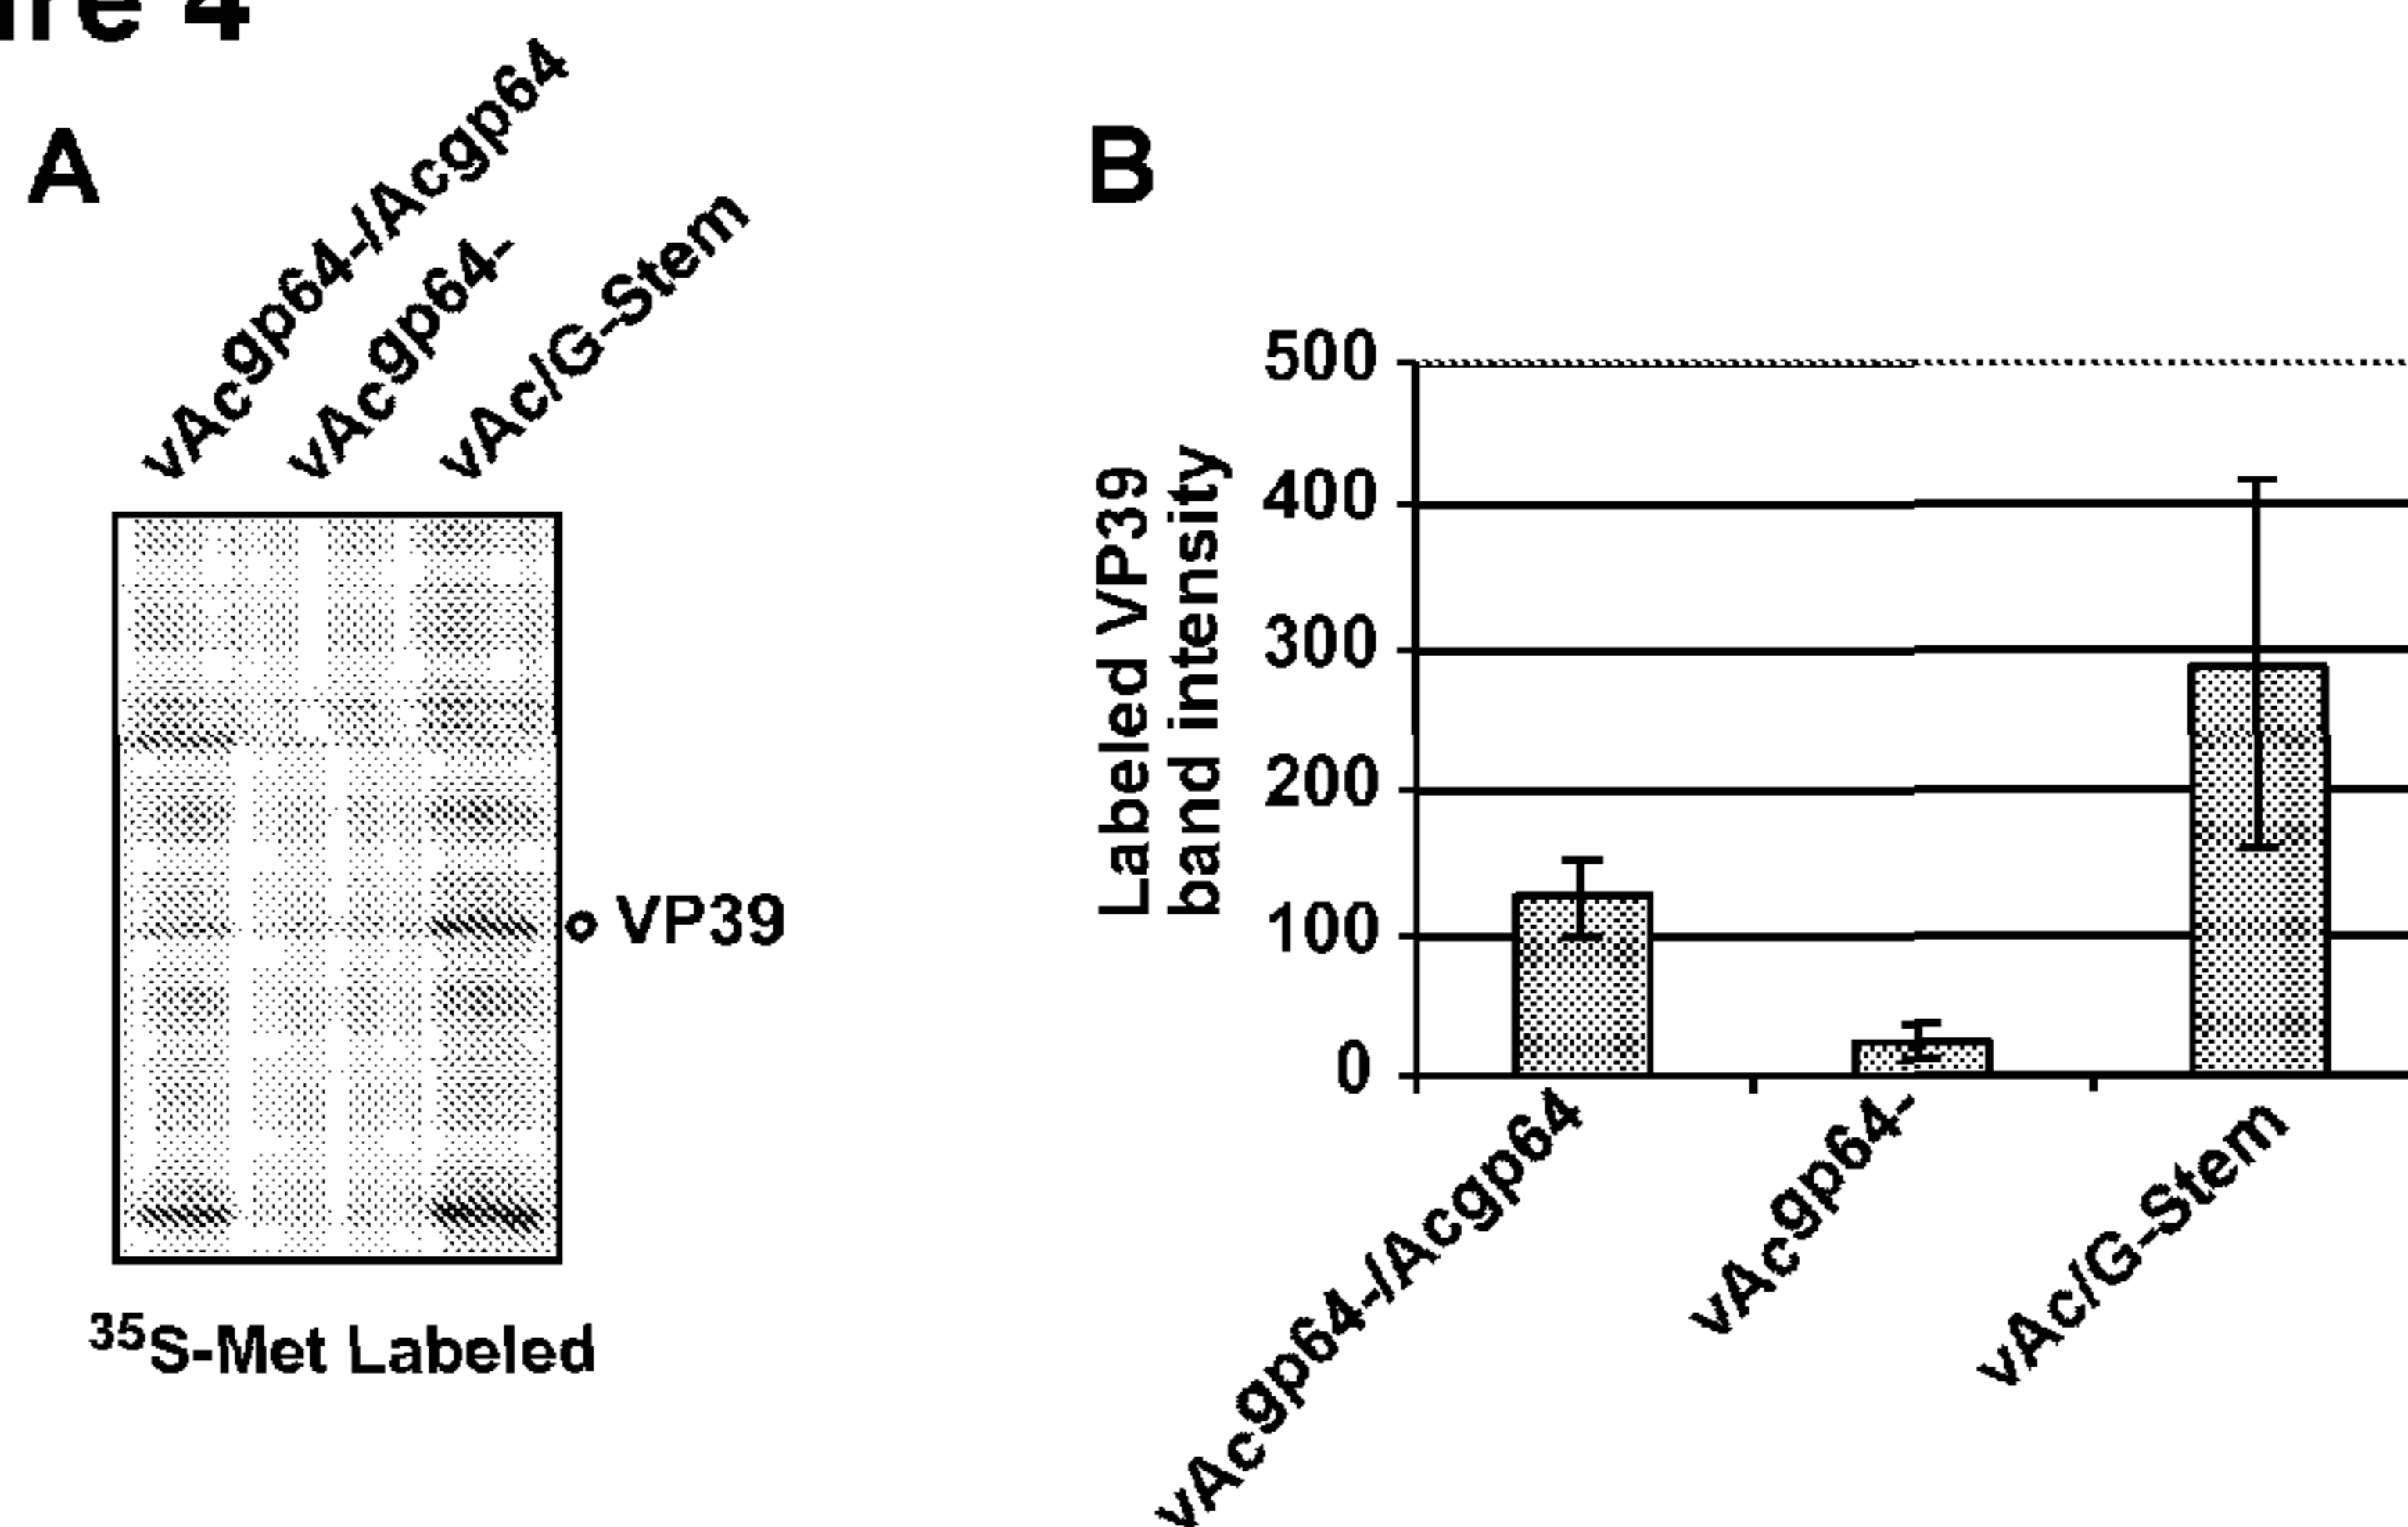 4
A
vAcgp64-/Acgp64
vAcgp64-
vAc/G-Stem
VP39
35S-Met Labeled
B
Labeled VP39
band intensity
500
400
300
200
100
0
vAcgp64-/Acgp64
vAcgp64-
vAc/G-Stem